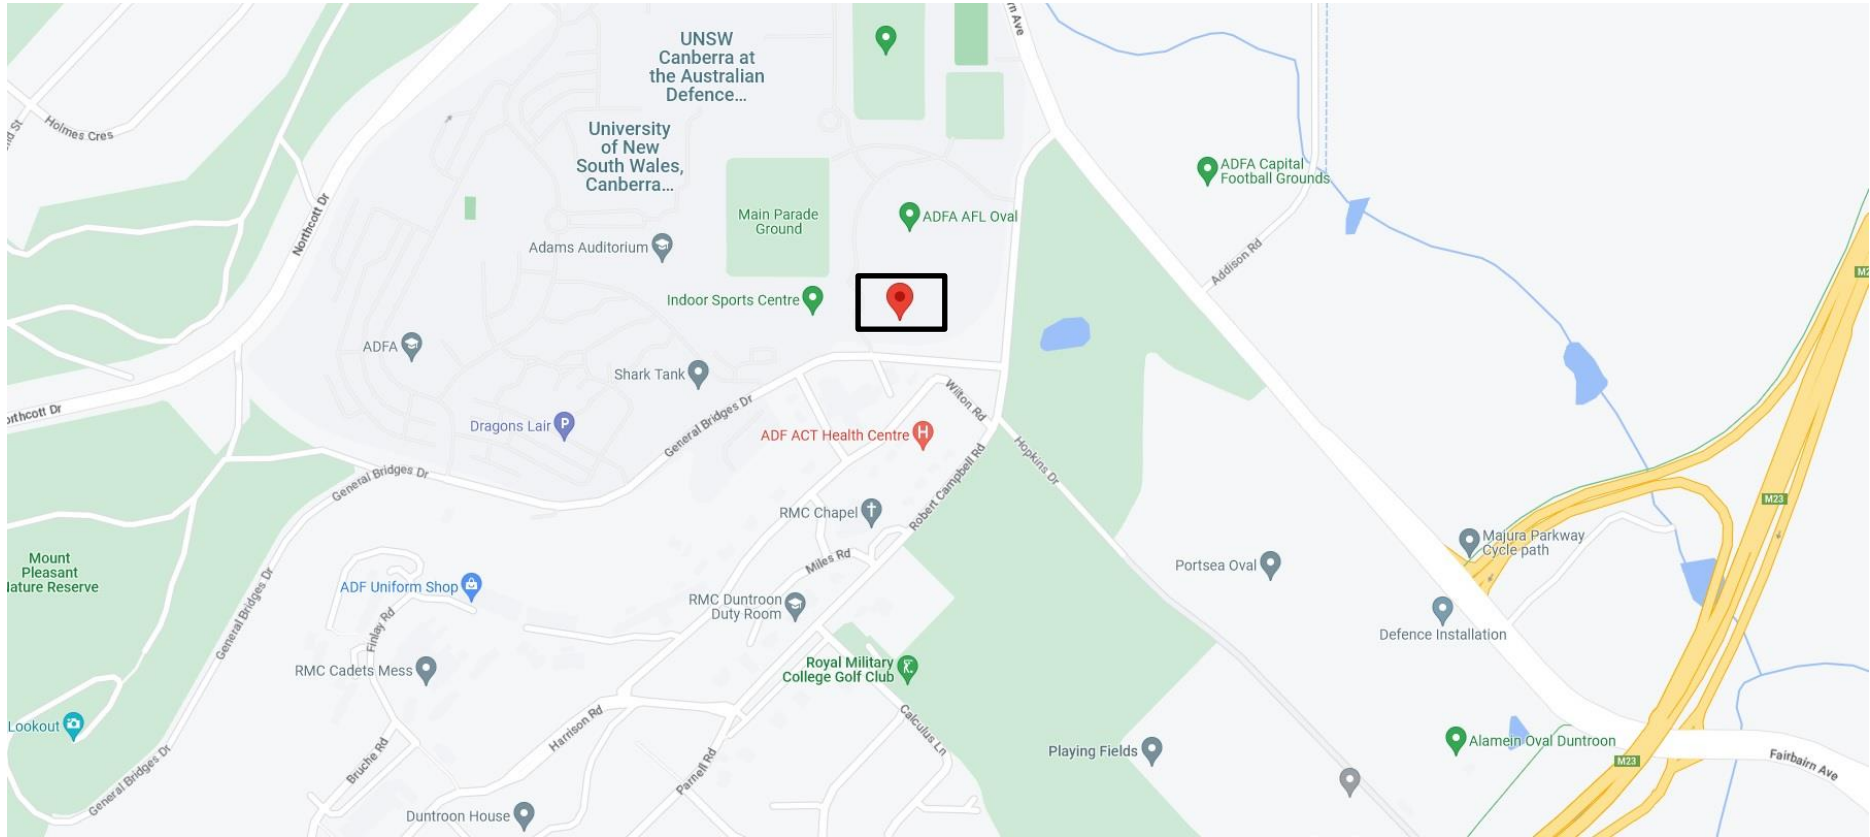 UNSW
Canberra at
the Australian
Defence...
University
of New
South Wales,
Canberra...
Holmes Cres
Northcott Dr
Main Parade
Ground
ADFA AFL Oval
ADFA Capital
Football Grounds
Adams Auditorium
Indoor Sports Centre
Addison Rd
ADFA
Shark Tank
Wilton Rd
Dragons Lair
P
General Bridges Dr
ADF ACT Health Centre
H
Hopkins Dr
General Bridges Dr
Robert Campbell Rd
M23
RMC Chapel
Majura Parkway
Cycle path
Miles Rd
Portsea Oval
Mount
Pleasant
ADF Uniform Shop
General Bridges Dr
RMC Duntroon
Duty Room
Finlay Rd
Defence Installation
RMC Cadets Mess
Royal Military
College Golf Club
Lookout
Harrison Rd
Calculus Ln
Bruche Rd
Parnell Rd
Playing Fields
Alamein Oval Duntroon
M23
Fairbairn Ave
General Bridges Dr
Duntroon House